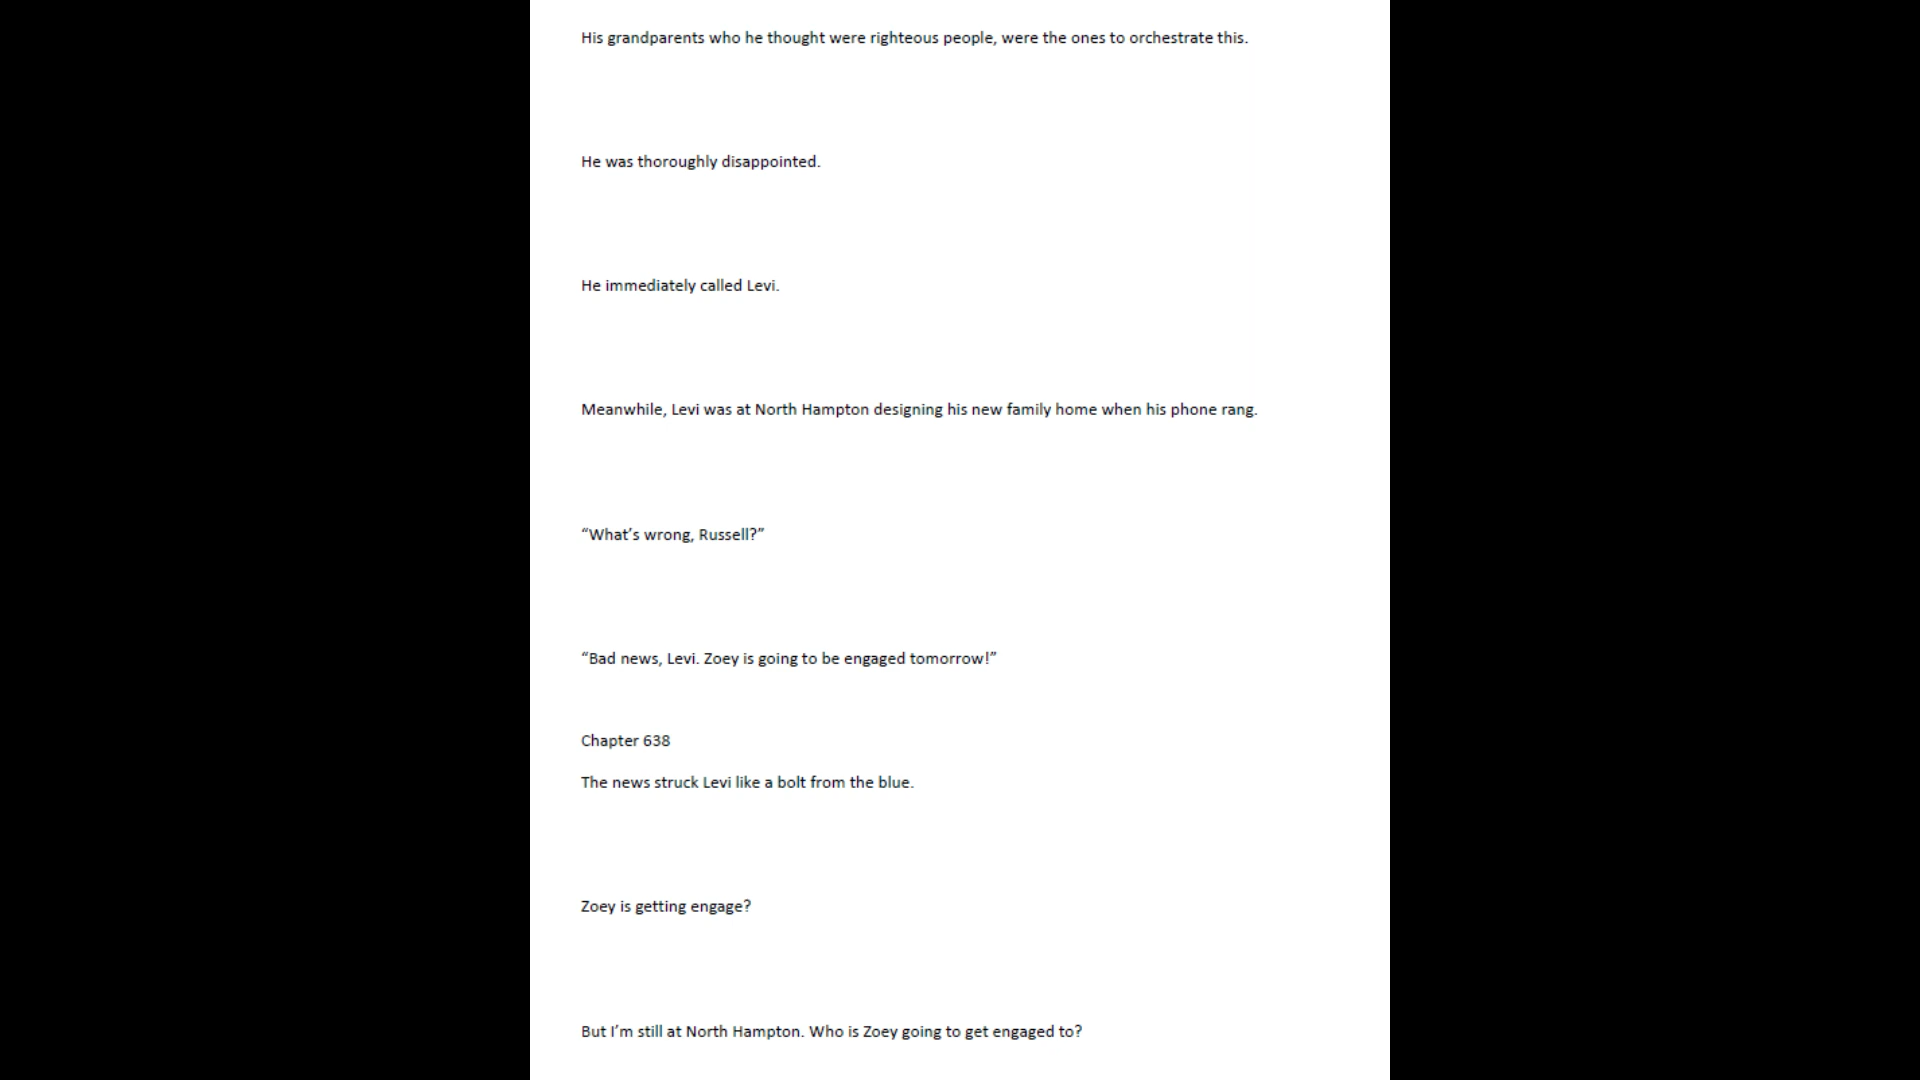 His grandparents who he thought were righteous people, were the ones to orchestrate this.
He was thoroughly disappointed.
He immediately called Levi.
Meanwhile, Levi was at North Hampton designing his new family home when his phone rang.
“What’s wrong, Russell?”
“Bad news, Levi. Zoey is going to be engaged tomorrow!”
Chapter 638
The news struck Levi like a bolt from the blue.
Zoey is getting engage?
But I’m still at North Hampton. Who is Zoey going to get engaged to?